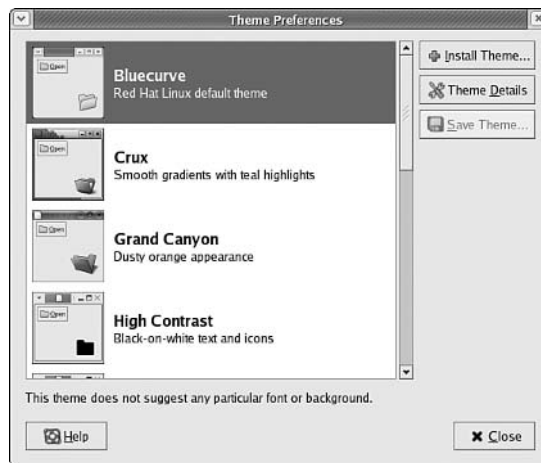 Theme Preferences
Open
Bluecurve
Red Hat Linux default theme
Open
Crux
Smooth gradients with teal highlights
Open
Grand Canyon
Dusty orange appearance
Open
High Contrast
Black-on-white text and icons
Install Theme...
Theme Details
Save Theme...
This theme does not suggest any particular font or background.
Help
Close